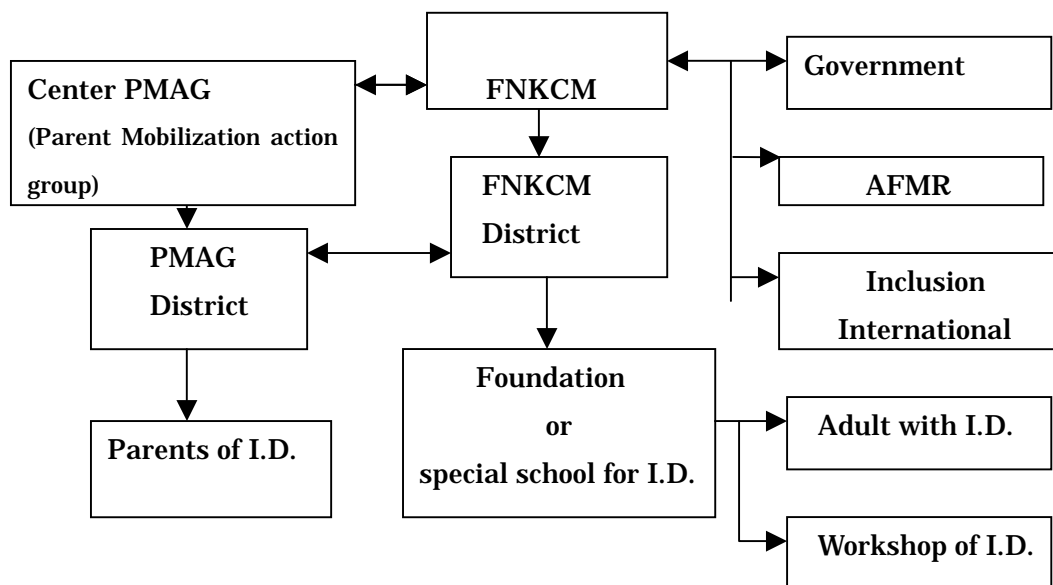 FNKCM
Government
Center PMAG
(Parent Mobilization action
group)
FNKCM
District
AFMR
PMAG
District
Inclusion
International
Foundation
or
special school for I.D.
Adult with I.D.
Parents of I.D.
Workshop of I.D.